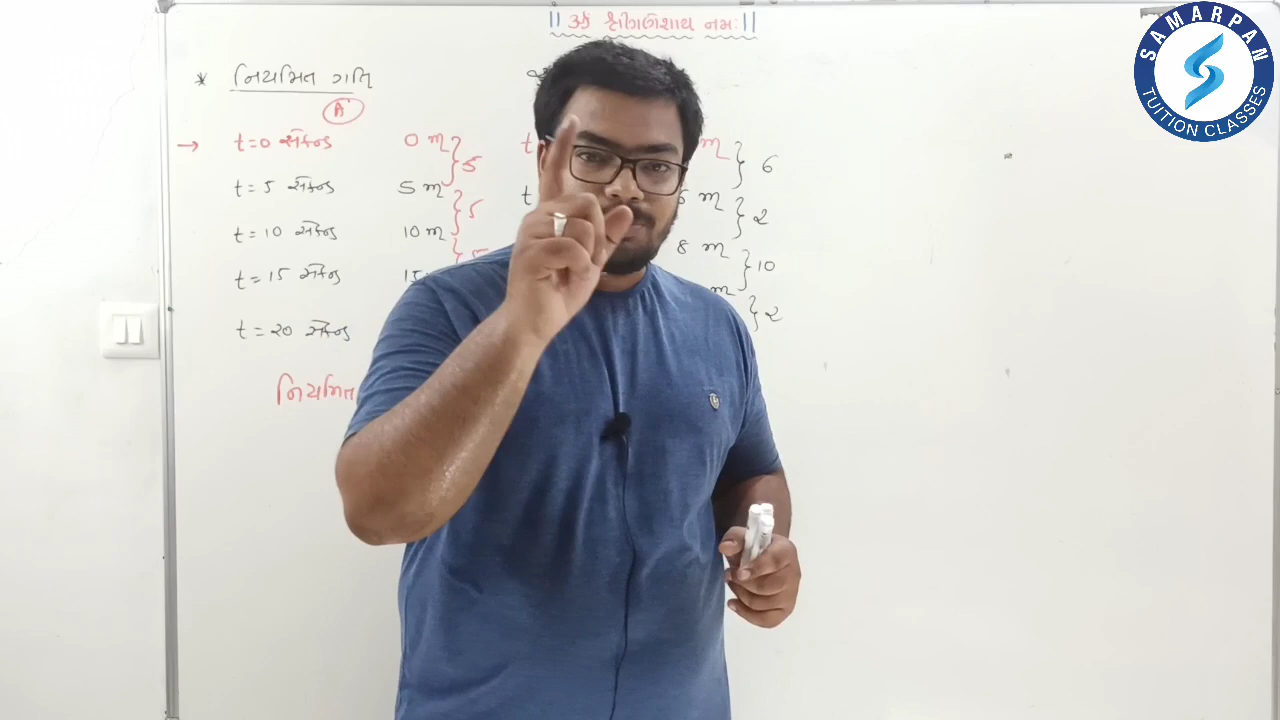 || ॐ શ્રી ગણેશાય નમઃ ||
SAMARPAN
TUITION CLASSES
* નિયમિત ગતિ
A
→ t=0 સેકન્ડ 0 m } 5
t = 5 સેકન્ડ 5 m } 5
t = 10 સેકન્ડ 10 m
t = 15 સેકન્ડ 15
t = 20 સેકન્ડ
નિયમિત
t m } 6
t m } 2
8 m } 10
m } 2